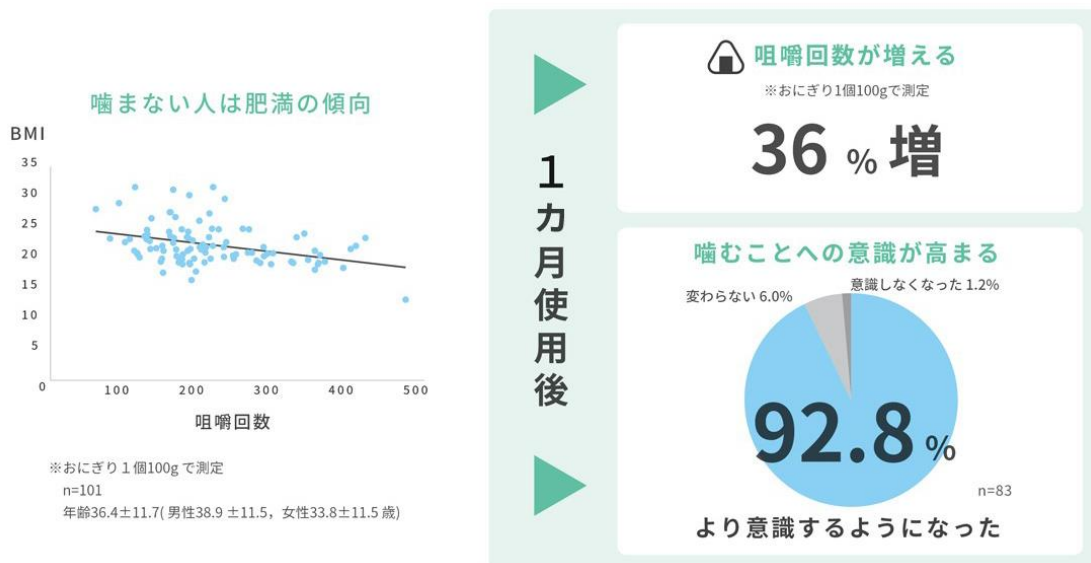 噛まない人は肥満の傾向
BMI
35
30
25
20
15
10
5
0
100 200 300 400 500
咀嚼回数
※おにぎり１個100g で測定
n=101
年齢36.4±11.7( 男性38.9 ±11.5，女性33.8±11.5 歳)
１カ月使用後
咀嚼回数が増える
※おにぎり1個100gで測定
36 % 増
噛むことへの意識が高まる
変わらない 6.0%
意識しなくなった 1.2%
92.8 %
n=83
より意識するようになった